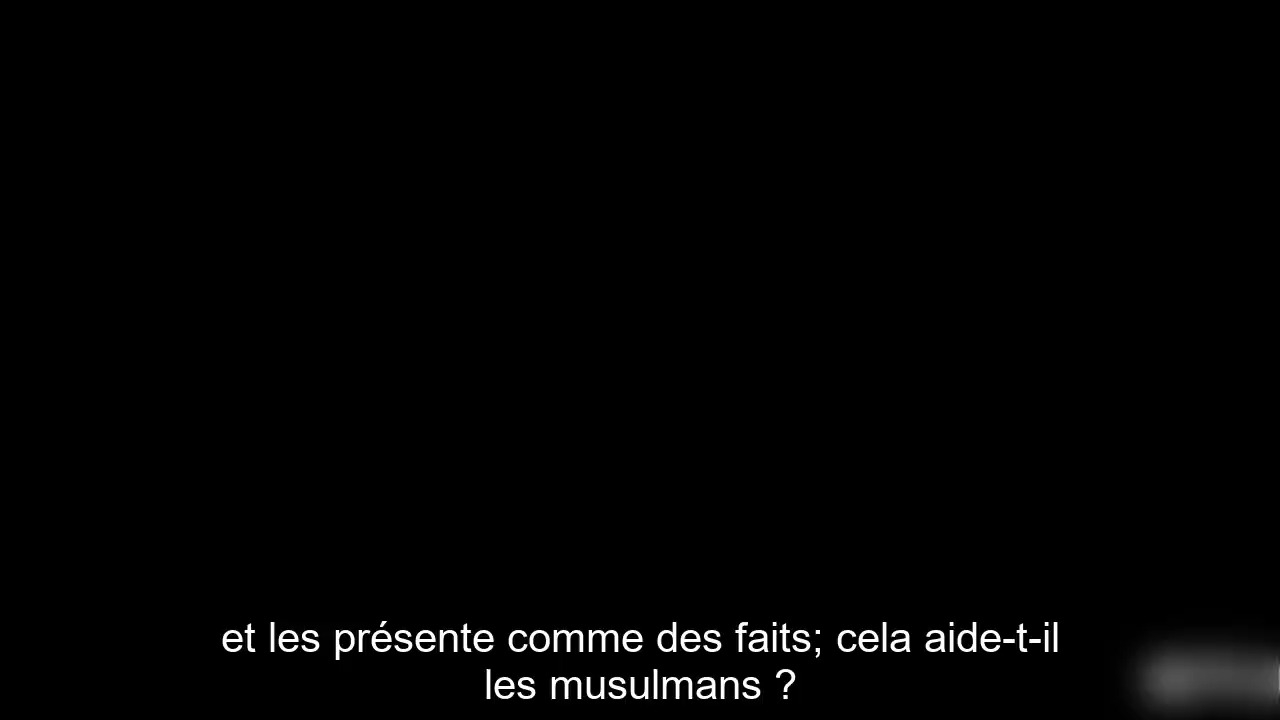 et les présente comme des faits; cela aide-t-il
les musulmans ?